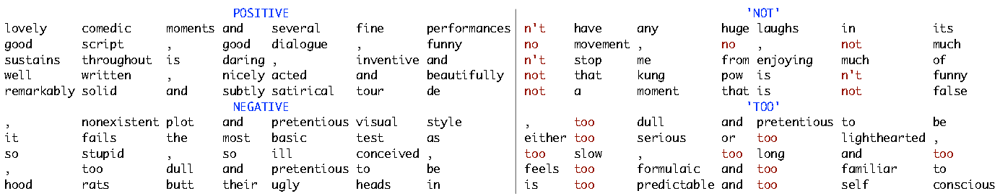 POSITIVE
lovely comedic moments and several fine performances
good script , good dialogue , funny
sustains throughout is daring , inventive and
well written , nicely acted and beautifully
remarkably solid and subtly satirical tour de
NEGATIVE
, nonexistent plot and pretentious visual style
it fails the most basic test as
so stupid , so ill conceived ,
, too dull and pretentious to be
hood rats butt their ugly heads in
'NOT'
n't have any huge laughs in its
no movement , no , not much
n't stop me from enjoying much of
not that kung pow is n't funny
not a moment that is not false
'TOO'
, too dull and pretentious to be
either too serious or too lighthearted ,
too slow , too long and too
feels too formulaic and too familiar to
is too predictable and too self conscious